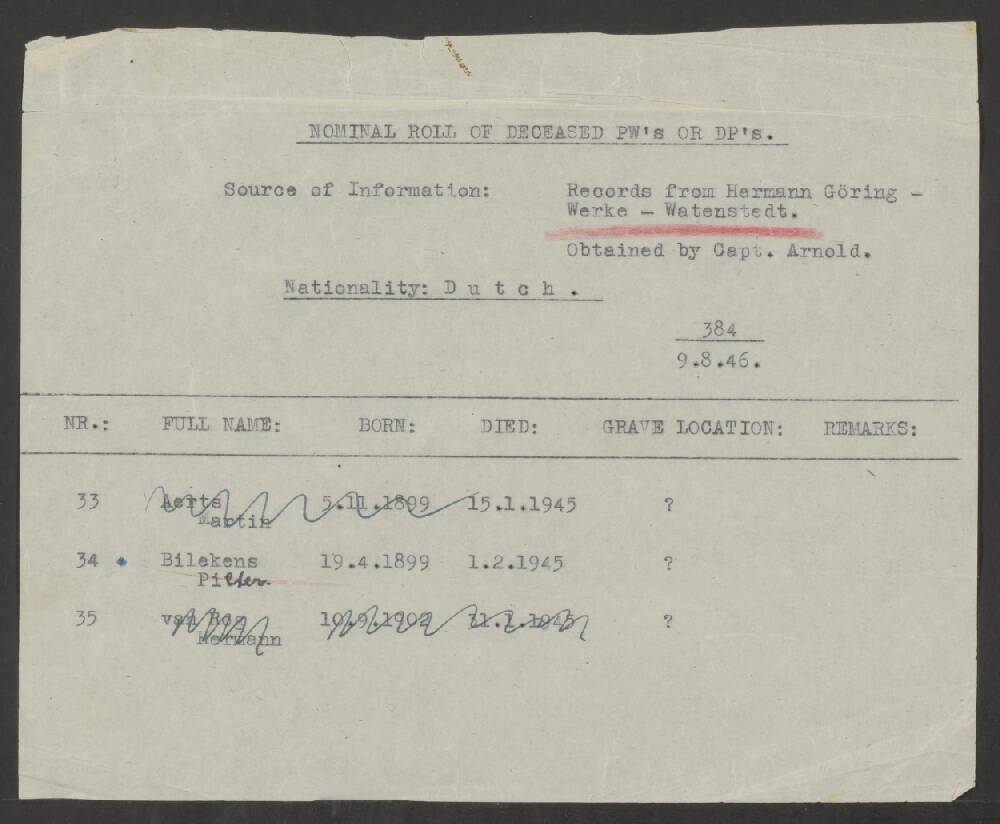 NOMINAL ROLL OF DECEASED PW's OR DP's.
Source of Information: Records from Hermann Göring -
Werke - Watenstedt.
Obtained by Capt. Arnold.
Nationality: D u t c h .
384
9.8.46.
NR.: FULL NAME: BORN: DIED: GRAVE LOCATION: REMARKS:
33 Aerts 5.11.1899 15.1.1945 ?
Martin
34 Bilekens 19.4.1899 1.2.1945 ?
35 van ?
Hermann